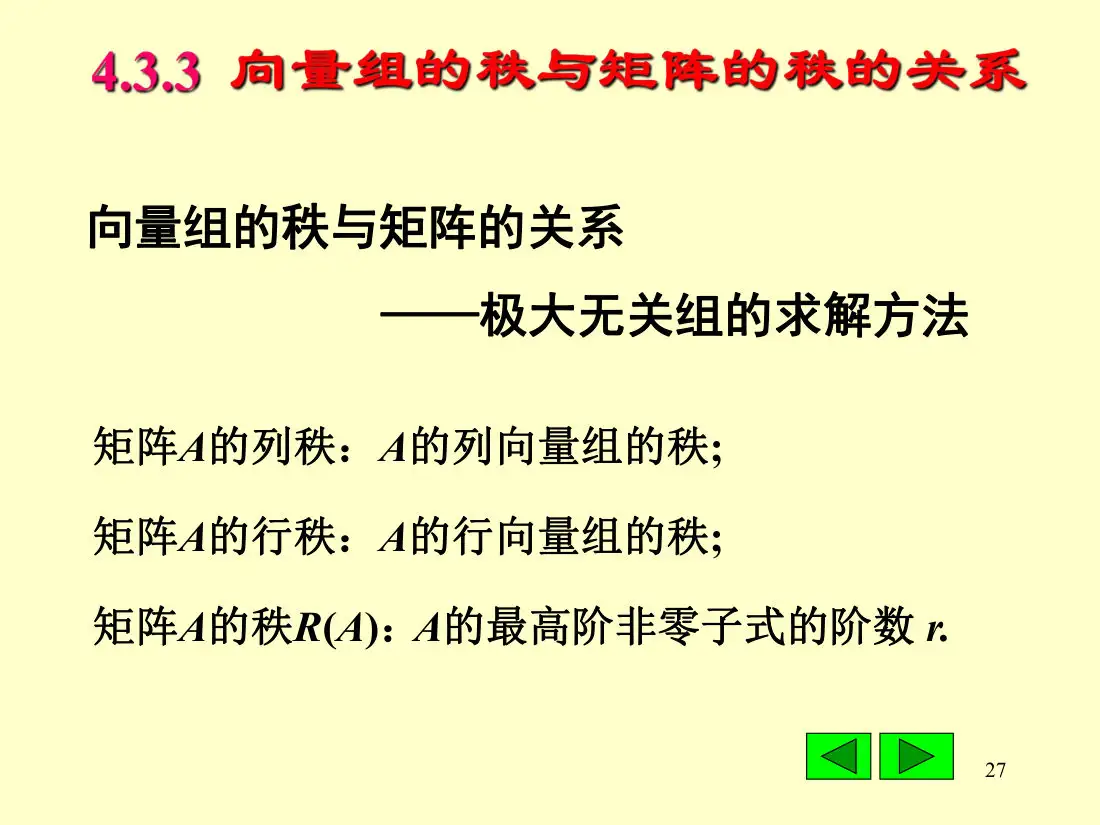 4.3.3 向量组的秩与矩阵的秩的关系
向量组的秩与矩阵的关系
——极大无关组的求解方法
矩阵A的列秩：A的列向量组的秩;
矩阵A的行秩：A的行向量组的秩;
矩阵A的秩R(A)：A的最高阶非零子式的阶数 r.
27